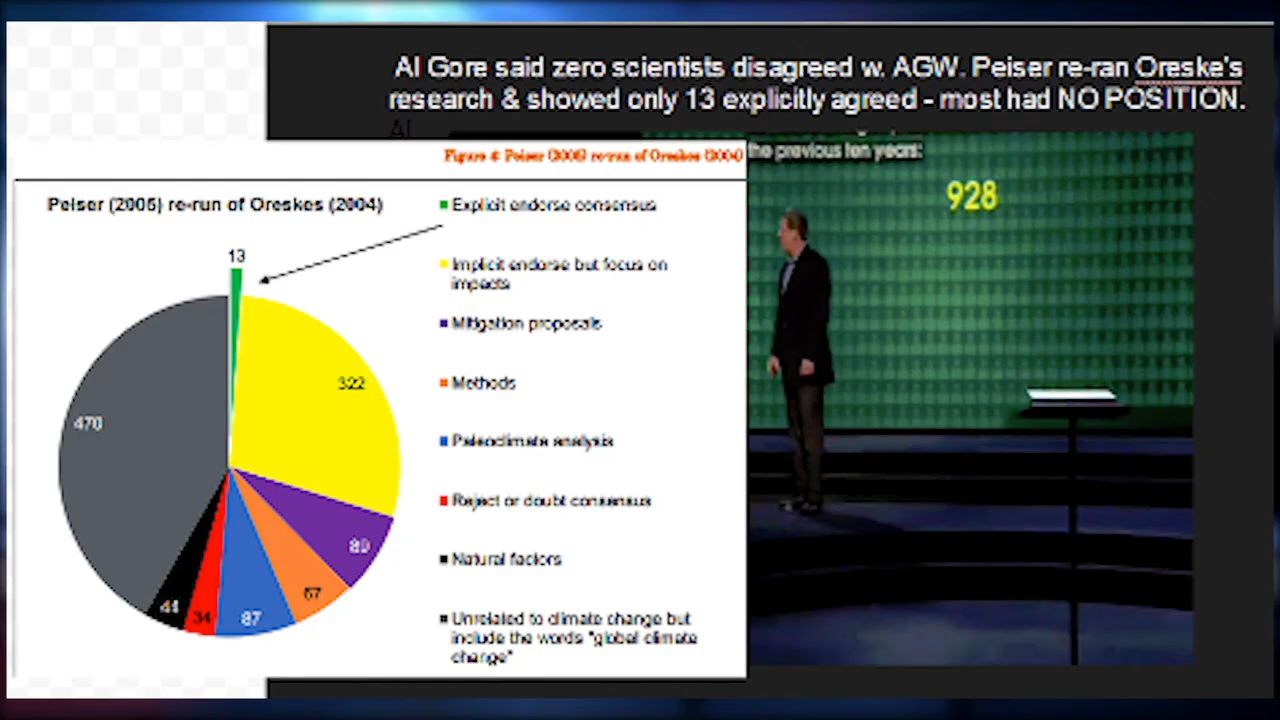 Al Gore said zero scientists disagreed w. AGW. Peiser re-ran Oreske's
research & showed only 13 explicitly agreed - most had NO POSITION.
Al
Figure 4: Peiser (2005) re-run of Oreskes (2004)
the previous ten years:
928
Peiser (2005) re-run of Oreskes (2004)
Explicit endorse consensus
Implicit endorse but focus on
impacts
Mitigation proposals
Methods
Paleoclimate analysis
Reject or doubt consensus
Natural factors
Unrelated to climate change but
include the words "global climate
change"
13
322
89
67
87
34
44
470